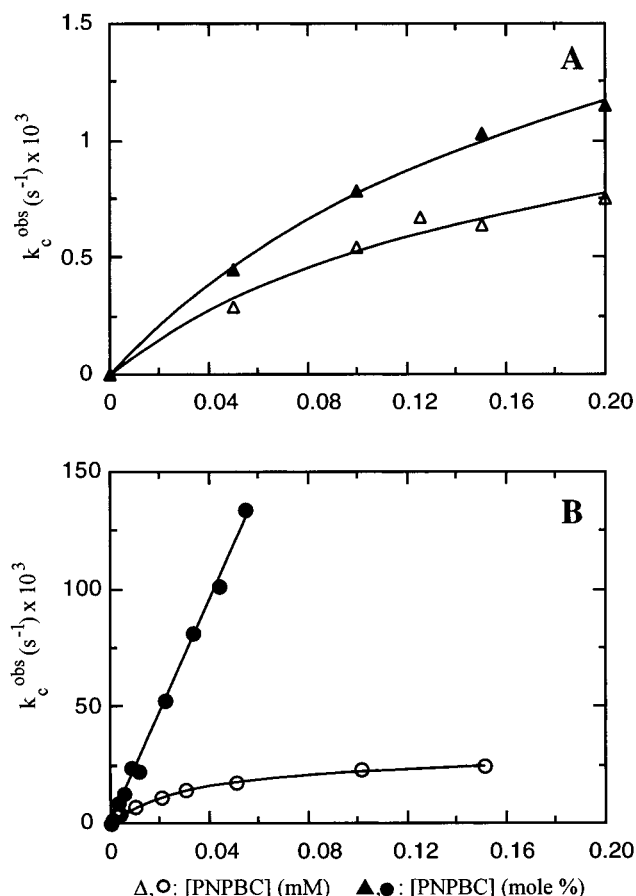 1.5
A
1
0.5
0
k_c^obs (s^-1) x 10^3
0 0.04 0.08 0.12 0.16 0.20
150
B
100
50
0
k_c^obs (s^-1) x 10^3
0 0.04 0.08 0.12 0.16 0.20
Δ,○: [PNPBC] (mM) ▲,●: [PNPBC] (mole %)